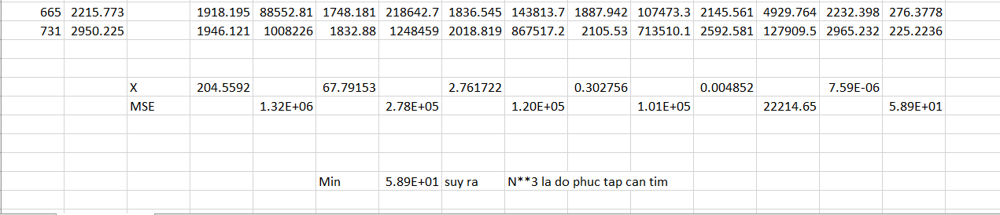 665 2215.773 1918.195 88552.81 1748.181 218642.7 1836.545 143813.7 1887.942 107473.3 2145.561 4929.764 2232.398 276.3778
731 2950.225 1946.121 1008226 1832.88 1248459 2018.819 867517.2 2105.53 713510.1 2592.581 127909.5 2965.232 225.2236
X 204.5592 67.79153 2.761722 0.302756 0.004852 7.59E-06
MSE 1.32E+06 2.78E+05 1.20E+05 1.01E+05 22214.65 5.89E+01
Min 5.89E+01 suy ra N**3 la do phuc tap can tim